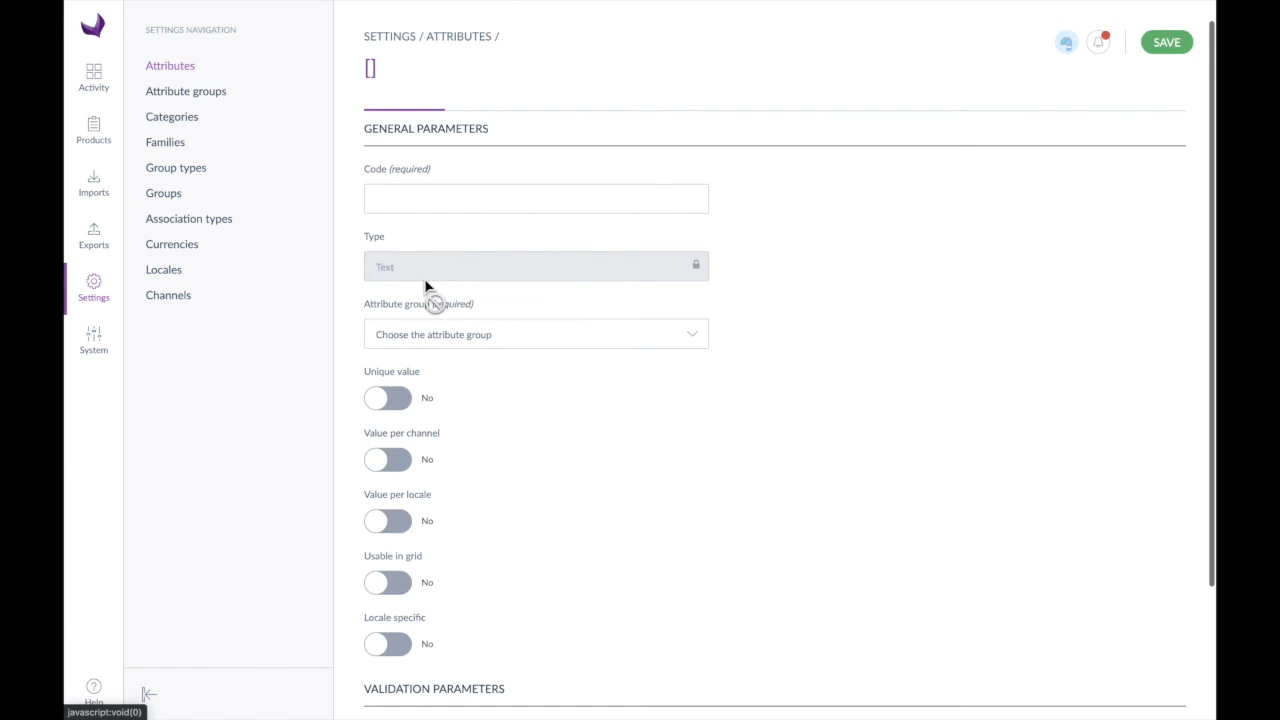 Activity
Products
Imports
Exports
Settings
System
Help
javascript:void(0)
SETTINGS NAVIGATION
Attributes
Attribute groups
Categories
Families
Group types
Groups
Association types
Currencies
Locales
Channels
SETTINGS / ATTRIBUTES /
[]
SAVE
GENERAL PARAMETERS
Code (required)
Type
Text
Attribute group (required)
Choose the attribute group
Unique value
No
Value per channel
No
Value per locale
No
Usable in grid
No
Locale specific
No
VALIDATION PARAMETERS